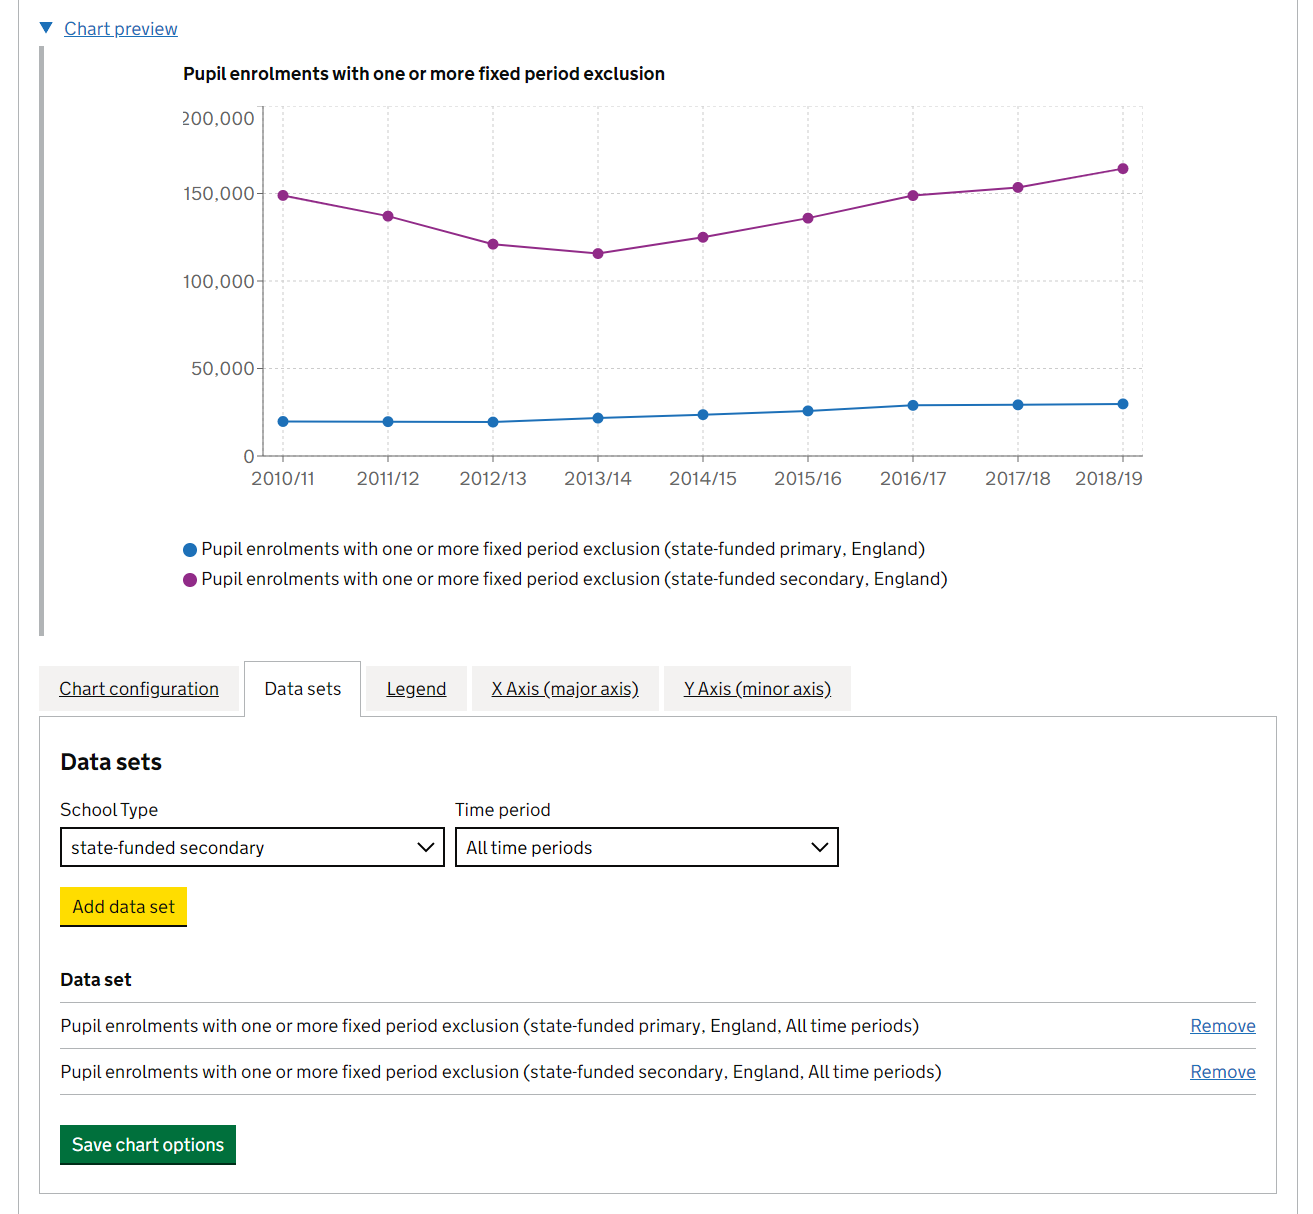 Chart preview
Pupil enrolments with one or more fixed period exclusion
200,000
150,000
100,000
50,000
0
2010/11 2011/12 2012/13 2013/14 2014/15 2015/16 2016/17 2017/18 2018/19
Pupil enrolments with one or more fixed period exclusion (state-funded primary, England)
Pupil enrolments with one or more fixed period exclusion (state-funded secondary, England)
Chart configuration Data sets Legend X Axis (major axis) Y Axis (minor axis)
Data sets
School Type Time period
state-funded secondary All time periods
Add data set
Data set
Pupil enrolments with one or more fixed period exclusion (state-funded primary, England, All time periods) Remove
Pupil enrolments with one or more fixed period exclusion (state-funded secondary, England, All time periods) Remove
Save chart options